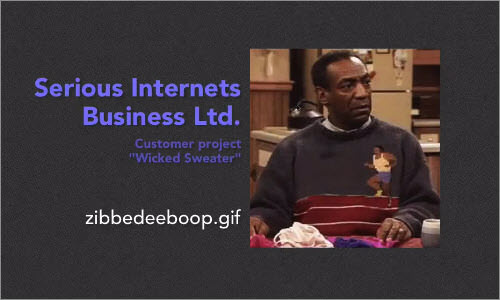 Serious Internets
Business Ltd.
Customer project
"Wicked Sweater"
zibbedeeboop.gif